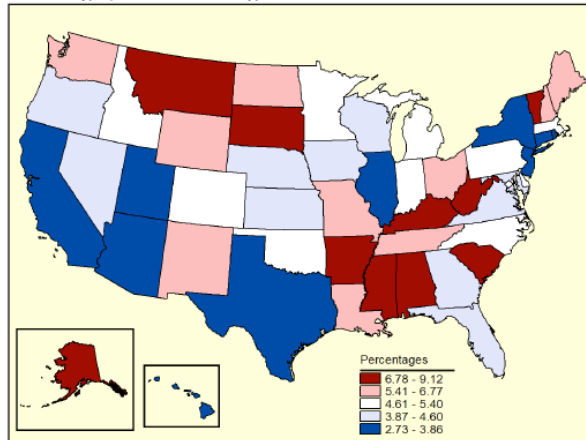 Percentages
6.78 - 9.12
5.41 - 6.77
4.61 - 5.40
3.87 - 4.60
2.73 - 3.86